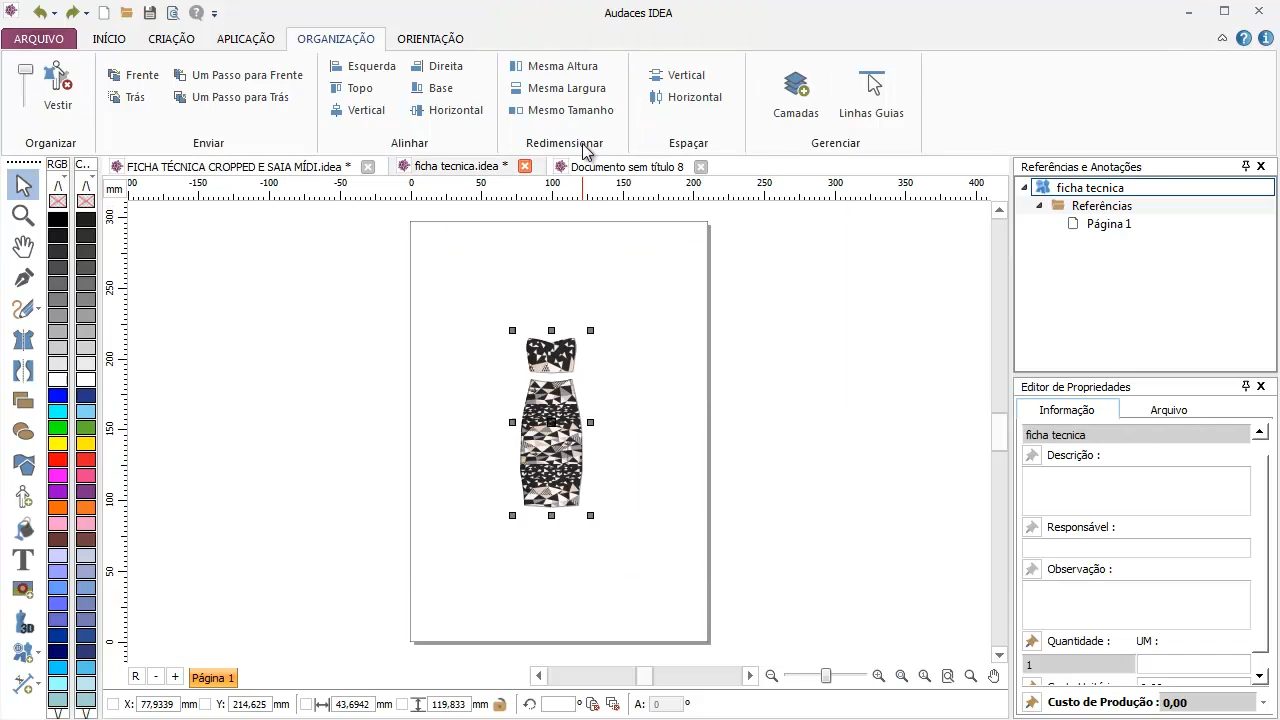 Audaces IDEA
ARQUIVO INÍCIO CRIAÇÃO APLICAÇÃO ORGANIZAÇÃO ORIENTAÇÃO
Vestir
Organizar
Frente Um Passo para Frente
Trás Um Passo para Trás
Enviar
Esquerda Direita
Topo Base
Vertical Horizontal
Alinhar
Mesma Altura
Mesma Largura
Mesmo Tamanho
Redimensionar
Vertical
Horizontal
Espaçar
Camadas Linhas Guias
Gerenciar
RGB C..
FICHA TÉCNICA CROPPED E SAIA MÍDI.idea * ficha tecnica.idea * Documento sem título 8
mm 00 -150 -100 -50 0 50 100 150 200 250 300 350 400
300
250
200
150
100
50
0
3D
Referências e Anotações
ficha tecnica
Referências
Página 1
Editor de Propriedades
Informação Arquivo
ficha tecnica
Descrição :
Responsável :
Observação :
Quantidade : UM :
1
Custo de Produção : 0,00
R - + Página 1
X: 77,9339 mm Y: 214,625 mm 43,6942 mm 119,833 mm º A: 0 º